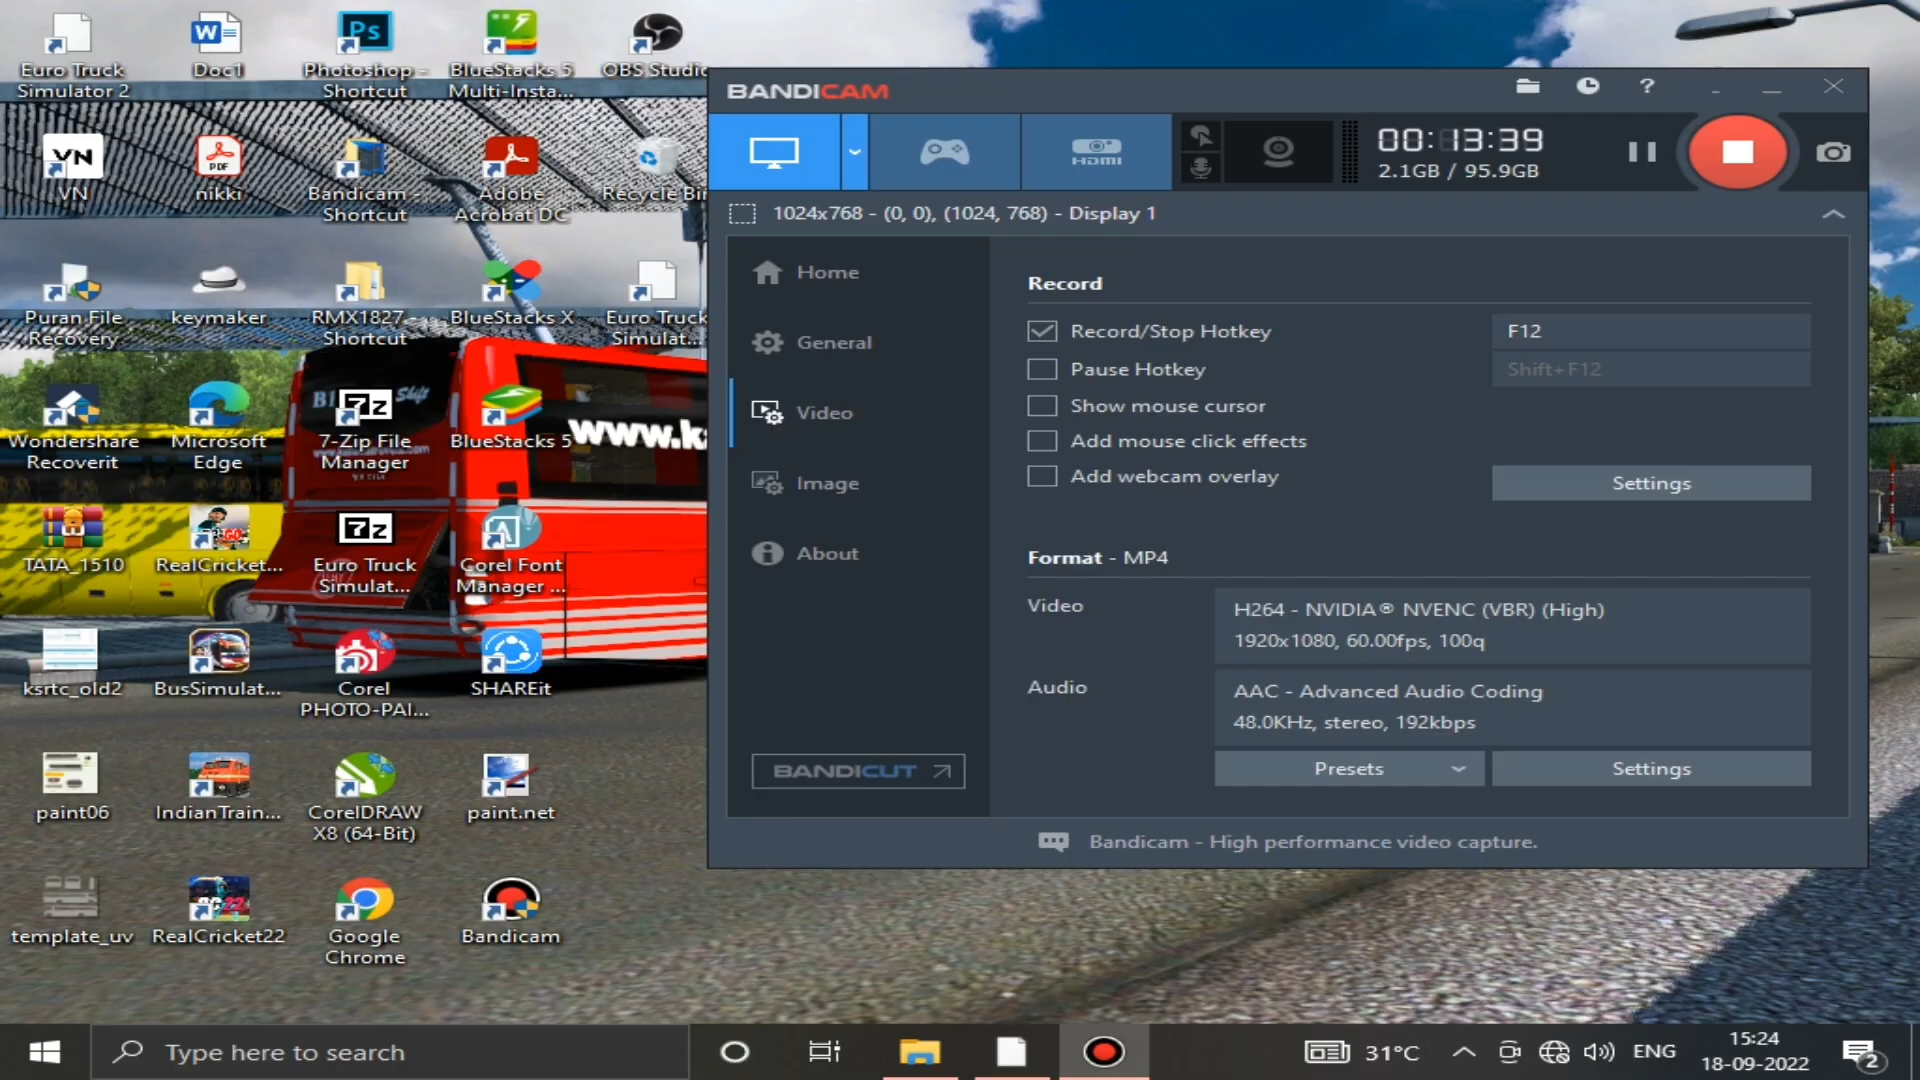 Euro Truck
Simulator 2
Doc1
Photoshop -
Shortcut
BlueStacks 5
Multi-Insta...
OBS Studio
VN
VN
PDF
nikki
Bandicam -
Shortcut
Adobe
Acrobat DC
Recycle Bin
Puran File
Recovery
keymaker
RMX1827 -
Shortcut
BlueStacks X
Euro Truck
Simulat...
Wondershare
Recoverit
Microsoft
Edge
7-Zip File
Manager
BlueStacks 5
www.ka
TATA_1510
RealCricket...
Euro Truck
Simulat...
Corel Font
Manager ...
ksrtc_old2
BusSimulat...
Corel
PHOTO-PAI...
SHAREit
paint06
IndianTrain...
CorelDRAW
X8 (64-Bit)
paint.net
template_uv
RealCricket22
Google
Chrome
Bandicam
BANDICAM
HDMI
00:13:39
2.1GB / 95.9GB
1024x768 - (0, 0), (1024, 768) - Display 1
Home
General
Video
Image
About
BANDICUT
Record
Record/Stop Hotkey
F12
Pause Hotkey
Shift+F12
Show mouse cursor
Add mouse click effects
Add webcam overlay
Settings
Format - MP4
Video
H264 - NVIDIA® NVENC (VBR) (High)
1920x1080, 60.00fps, 100q
Audio
AAC - Advanced Audio Coding
48.0KHz, stereo, 192kbps
Presets
Settings
Bandicam - High performance video capture.
Type here to search
31°C
ENG
15:24
18-09-2022
2